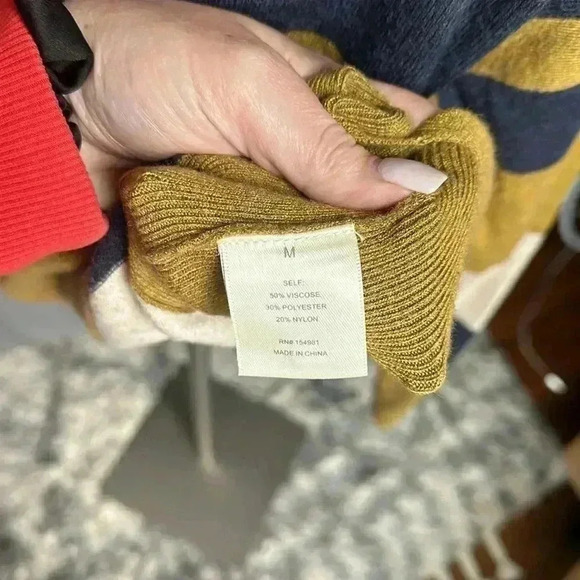 M
SELF:
50% VISCOSE
30% POLYESTER
20% NYLON
RN# 154801
MADE IN CHINA